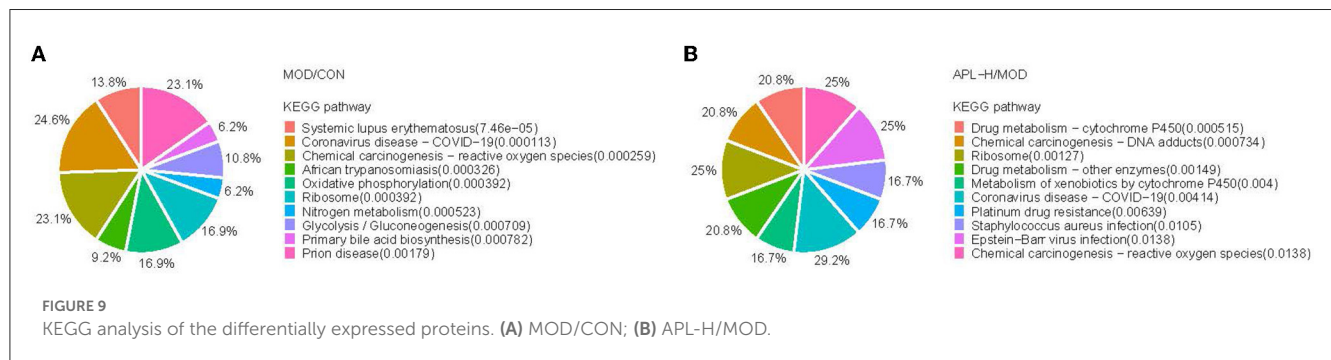 A
13.8%
23.1%
24.6%
6.2%
10.8%
6.2%
23.1%
16.9%
9.2%
16.9%
MOD/CON
KEGG pathway
Systemic lupus erythematosus(7.46e−05)
Coronavirus disease − COVID−19(0.000113)
Chemical carcinogenesis − reactive oxygen species(0.000259)
African trypanosomiasis(0.000326)
Oxidative phosphorylation(0.000392)
Ribosome(0.000392)
Nitrogen metabolism(0.000523)
Glycolysis / Gluconeogenesis(0.000709)
Primary bile acid biosynthesis(0.000782)
Prion disease(0.00179)
B
20.8%
25%
20.8%
25%
25%
16.7%
16.7%
20.8%
16.7%
29.2%
APL−H/MOD
KEGG pathway
Drug metabolism − cytochrome P450(0.000515)
Chemical carcinogenesis − DNA adducts(0.000734)
Ribosome(0.00127)
Drug metabolism − other enzymes(0.00149)
Metabolism of xenobiotics by cytochrome P450(0.004)
Coronavirus disease − COVID−19(0.00414)
Platinum drug resistance(0.00639)
Staphylococcus aureus infection(0.0105)
Epstein−Barr virus infection(0.0138)
Chemical carcinogenesis − reactive oxygen species(0.0138)
FIGURE 9
KEGG analysis of the differentially expressed proteins. (A) MOD/CON; (B) APL-H/MOD.